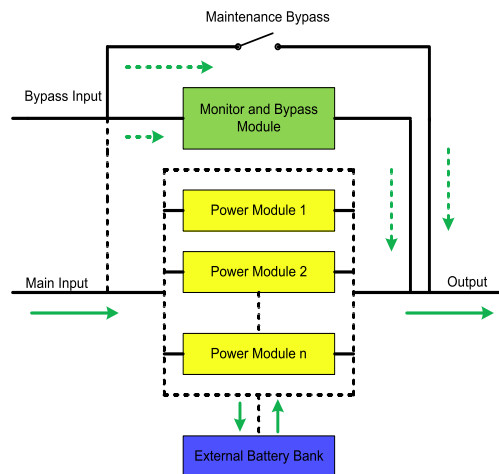 Maintenance Bypass
Bypass Input
Monitor and Bypass
Module
Power Module 1
Power Module 2
Main Input
Output
Power Module n
External Battery Bank